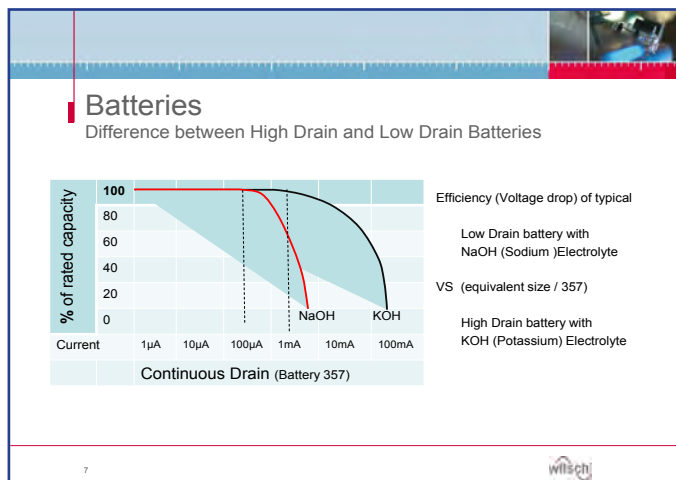 Batteries
Difference between High Drain and Low Drain Batteries
% of rated capacity
100
80
60
40
20
0
NaOH
KOH
Current
1µA
10µA
100µA
1mA
10mA
100mA
Continuous Drain (Battery 357)
Efficiency (Voltage drop) of typical
Low Drain battery with
NaOH (Sodium )Electrolyte
VS (equivalent size / 357)
High Drain battery with
KOH (Potassium) Electrolyte
7
witschi